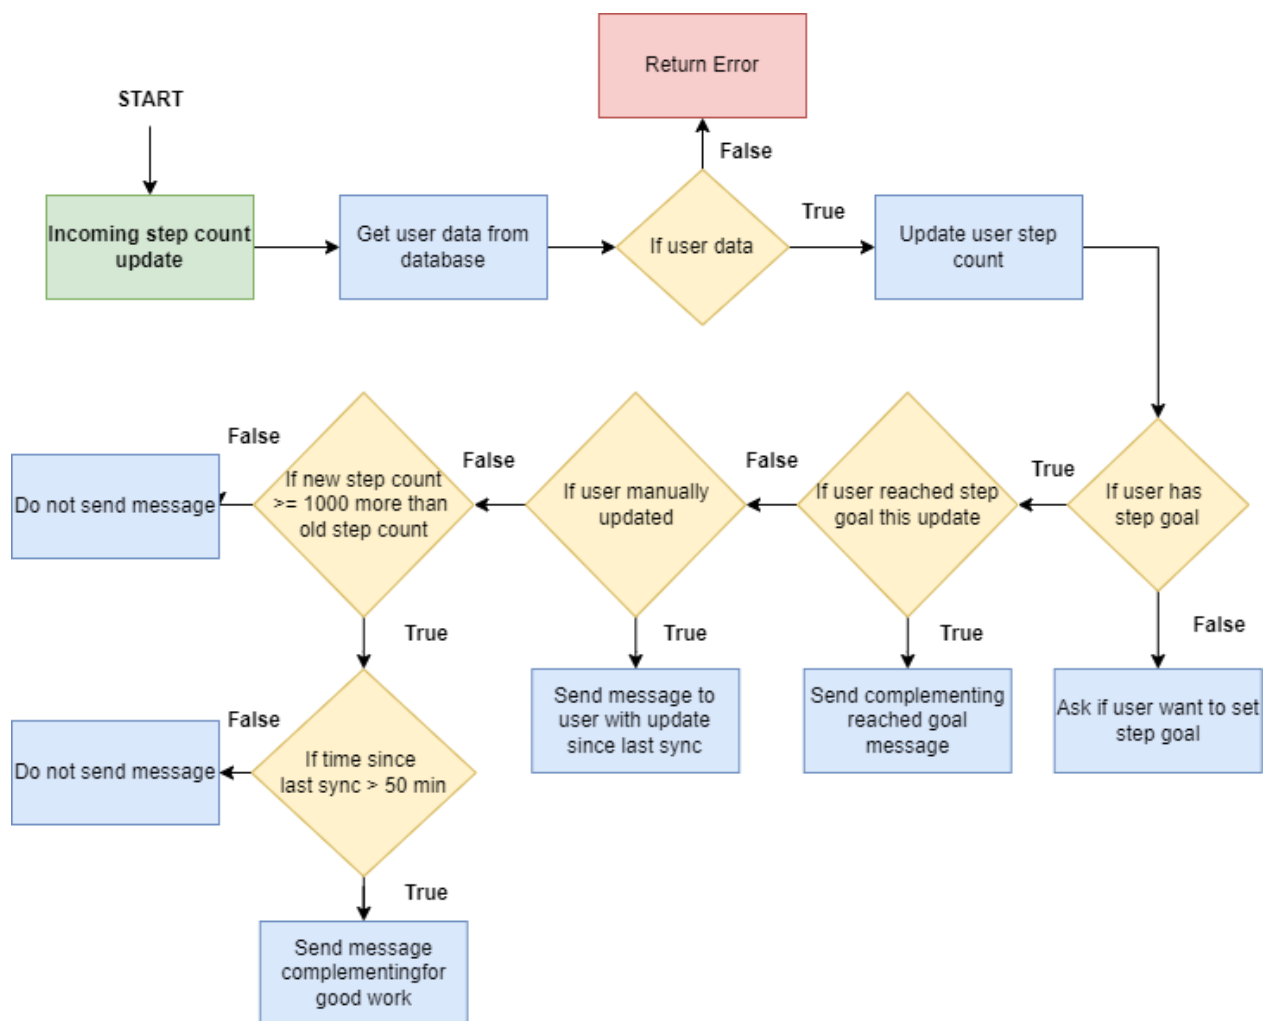 Return Error
START
False
Incoming step count
update
Get user data from
database
If user data
True
Update user step
count
False
Do not send message
If new step count
>= 1000 more than
old step count
False
If user manually
updated
False
If user reached step
goal this update
True
If user has
step goal
True
True
True
False
Send message to
user with update
since last sync
Send complementing
reached goal
message
Ask if user want to set
step goal
False
Do not send message
If time since
last sync > 50 min
True
Send message
complementingfor
good work